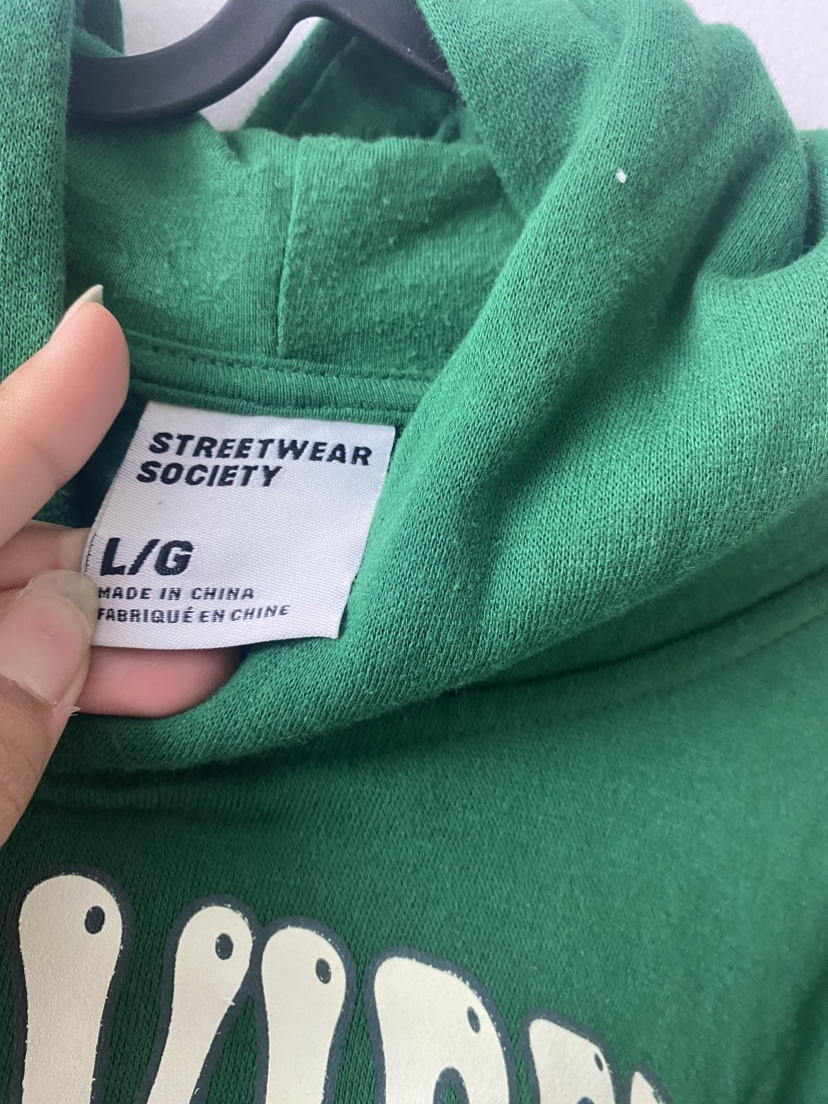 STREETWEAR
SOCIETY
L/G
MADE IN CHINA
FABRIQUÉ EN CHINE